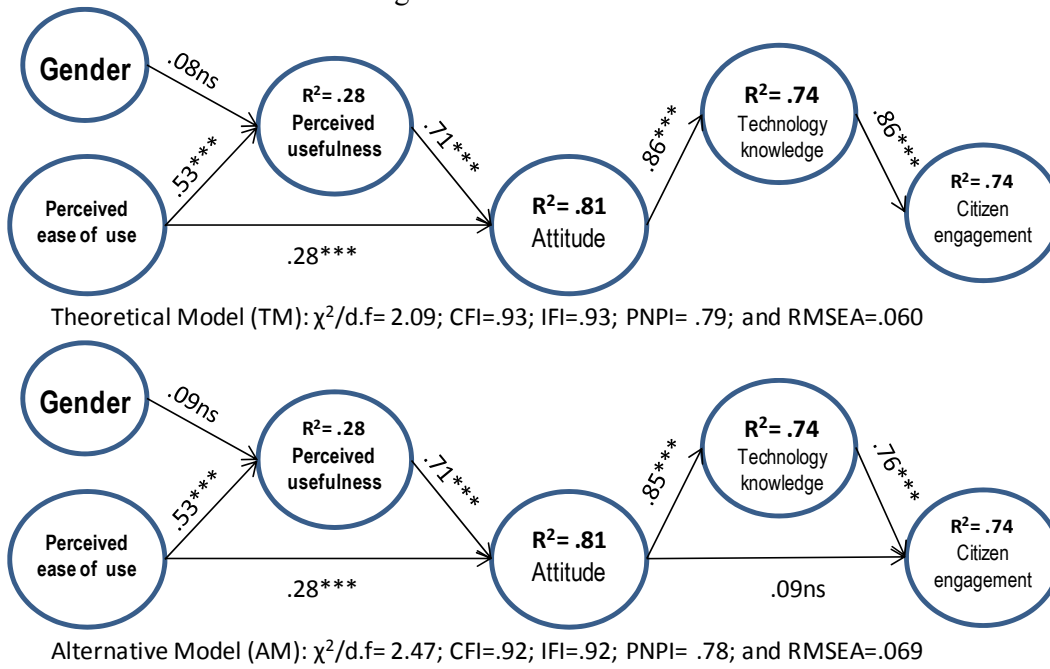 Gender
.08ns
R²= .28
Perceived
usefulness
.53***
.71***
Perceived
ease of use
.28***
R²= .81
Attitude
.86***
R²= .74
Technology
knowledge
.86***
R²= .74
Citizen
engagement
Theoretical Model (TM): χ²/d.f= 2.09; CFI=.93; IFI=.93; PNPI= .79; and RMSEA=.060
Gender
.09ns
R²= .28
Perceived
usefulness
.53***
.71***
Perceived
ease of use
.28***
R²= .81
Attitude
.85***
R²= .74
Technology
knowledge
.76***
.09ns
R²= .74
Citizen
engagement
Alternative Model (AM): χ²/d.f= 2.47; CFI=.92; IFI=.92; PNPI= .78; and RMSEA=.069